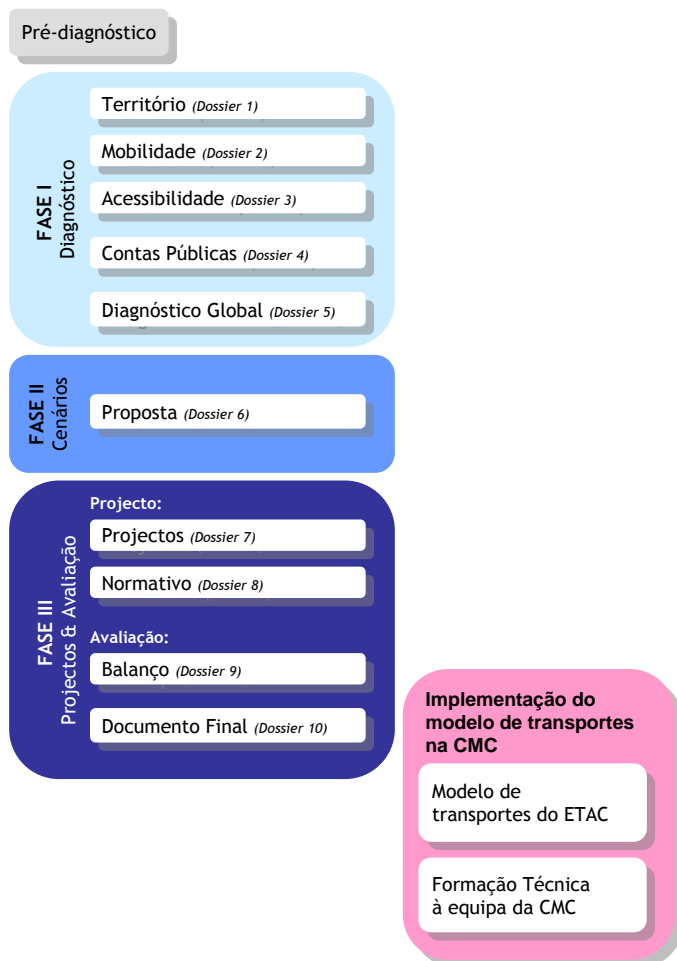 Pré-diagnóstico
FASE I
Diagnóstico
Território (Dossier 1)
Mobilidade (Dossier 2)
Acessibilidade (Dossier 3)
Contas Públicas (Dossier 4)
Diagnóstico Global (Dossier 5)
FASE II
Cenários
Proposta (Dossier 6)
FASE III
Projectos & Avaliação
Projecto:
Projectos (Dossier 7)
Normativo (Dossier 8)
Avaliação:
Balanço (Dossier 9)
Documento Final (Dossier 10)
Implementação do
modelo de transportes
na CMC
Modelo de
transportes do ETAC
Formação Técnica
à equipa da CMC